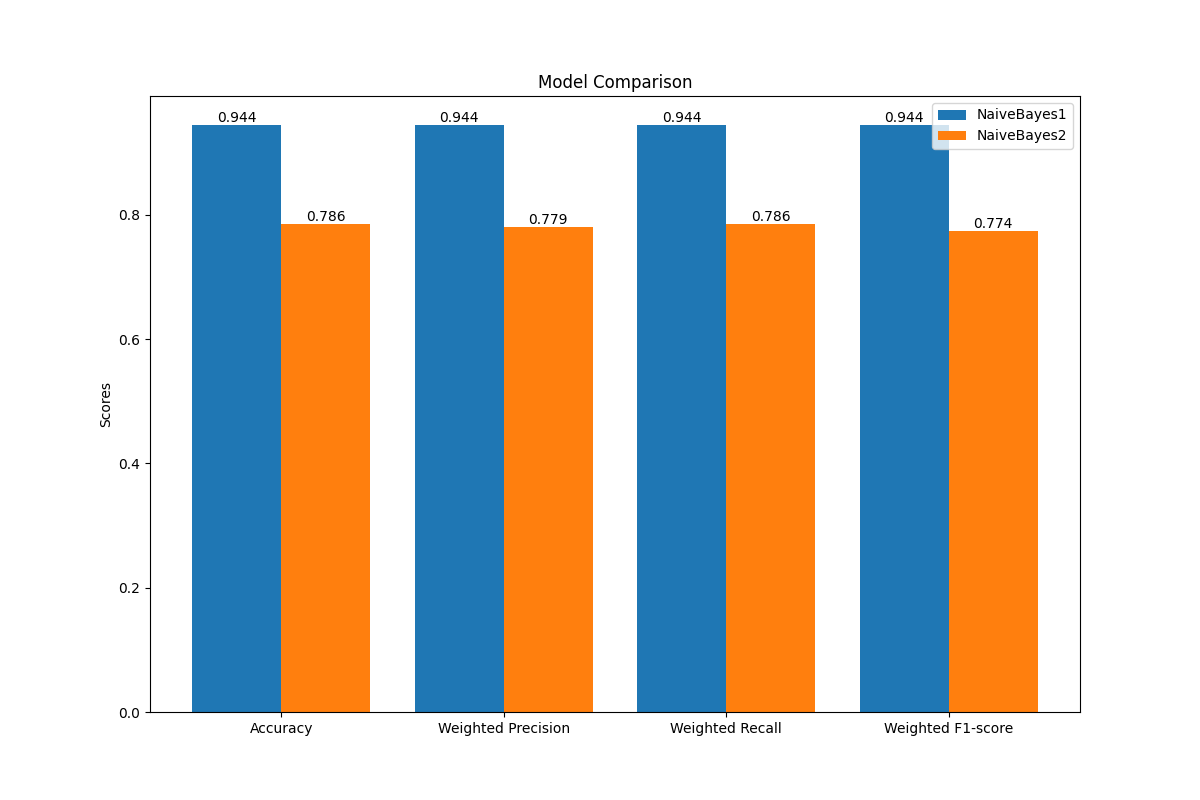 Model Comparison
NaiveBayes1
NaiveBayes2
0.944
0.944
0.944
0.944
0.786
0.779
0.786
0.774
Scores
0.8
0.6
0.4
0.2
0.0
Accuracy
Weighted Precision
Weighted Recall
Weighted F1-score